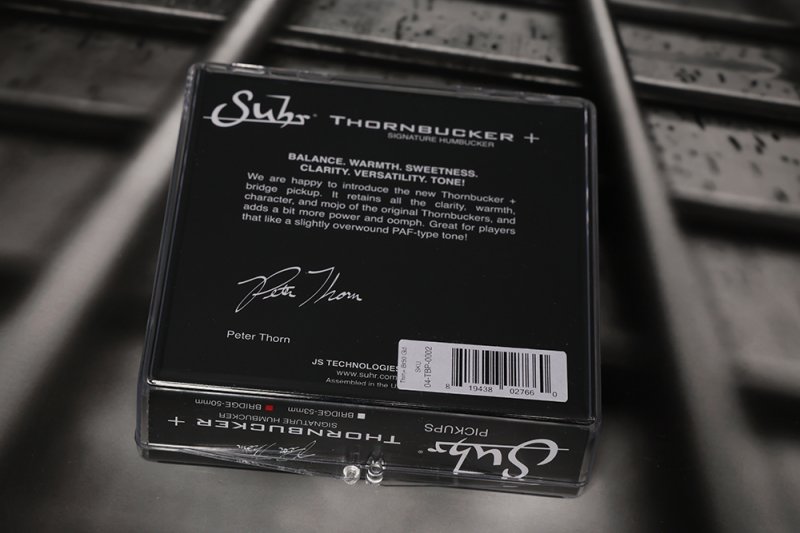 Suhr® THORNBUCKER +
SIGNATURE HUMBUCKER
BALANCE. WARMTH. SWEETNESS.
CLARITY. VERSATILITY. TONE!
We are happy to introduce the new Thornbucker +
bridge pickup. It retains all the clarity, warmth,
character, and mojo of the original Thornbuckers, and
adds a bit more power and oomph. Great for players
that like a slightly overwound PAF-type tone!
Peter Thorn
Peter Thorn
JS TECHNOLOGIES
www.suhr.com
Assembled in the U
SKU
04-TBP-0002
8 19438 02766 0
Suhr® PICKUPS
THORNBUCKER +
SIGNATURE HUMBUCKER
BRIDGE-53mm
BRIDGE-50mm
Peter Thorn